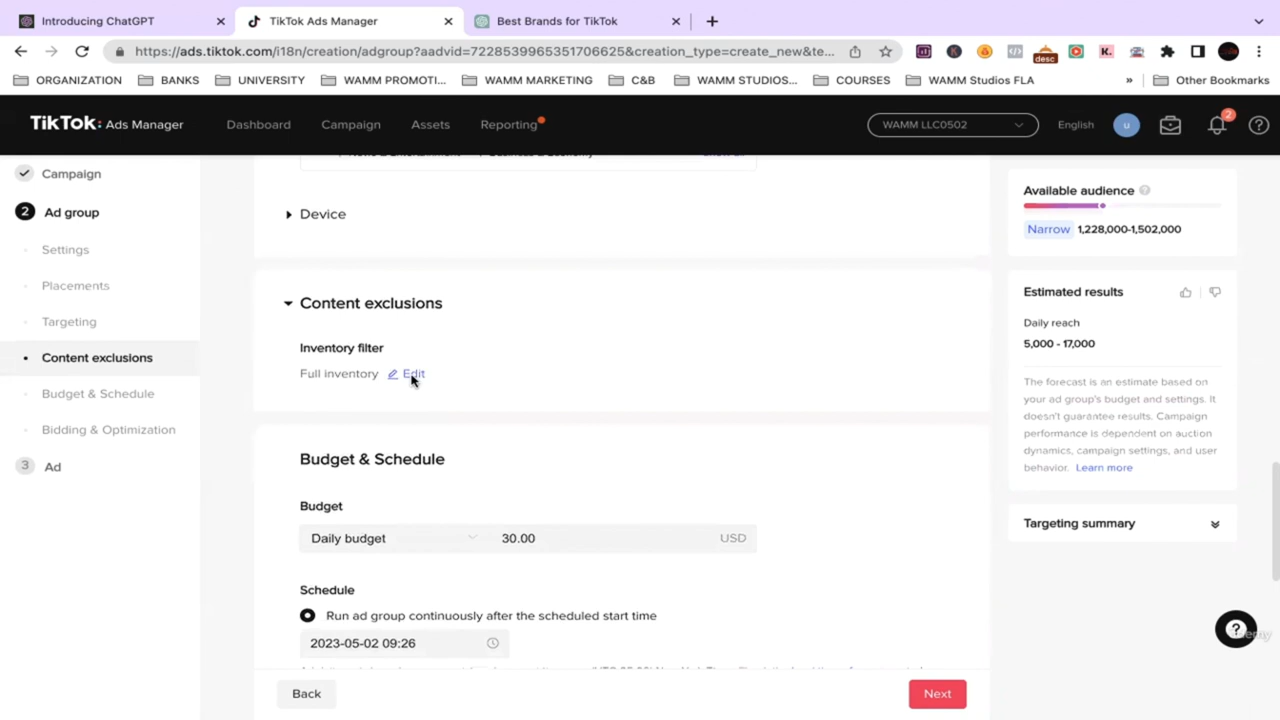 Introducing ChatGPT
TikTok Ads Manager
Best Brands for TikTok
https://ads.tiktok.com/i18n/creation/adgroup?aadvid=7228539965351706625&creation_type=create_new&te...
desc
K.
ORGANIZATION
BANKS
UNIVERSITY
WAMM PROMOTI...
WAMM MARKETING
C&B
WAMM STUDIOS...
COURSES
WAMM Studios FLA
»
Other Bookmarks
TikTok: Ads Manager
Dashboard
Campaign
Assets
Reporting
WAMM LLC0502
English
u
2
Campaign
2 Ad group
Settings
Placements
Targeting
Content exclusions
Budget & Schedule
Bidding & Optimization
3 Ad
Device
Content exclusions
Inventory filter
Full inventory Edit
Budget & Schedule
Budget
Daily budget 30.00 USD
Schedule
Run ad group continuously after the scheduled start time
2023-05-02 09:26
Back
Next
Available audience
Narrow 1,228,000-1,502,000
Estimated results
Daily reach
5,000 - 17,000
The forecast is an estimate based on
your ad group's budget and settings. It
doesn't guarantee results. Campaign
performance is dependent on auction
dynamics, campaign settings, and user
behavior. Learn more
Targeting summary
?